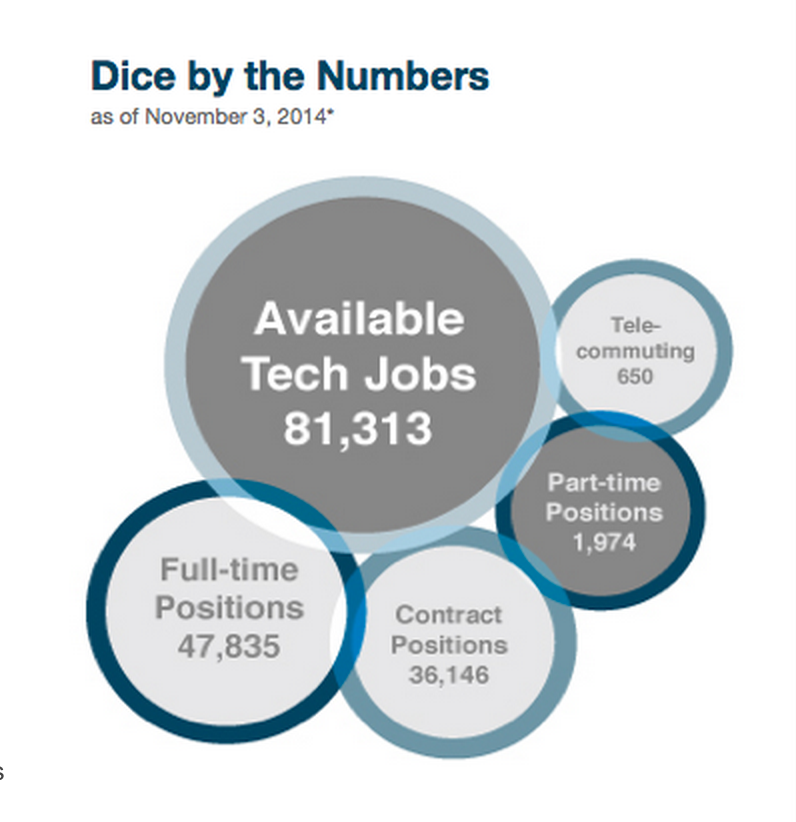 Dice by the Numbers
as of November 3, 2014*
Available
Tech Jobs
81,313
Tele-
commuting
650
Part-time
Positions
1,974
Full-time
Positions
47,835
Contract
Positions
36,146
s